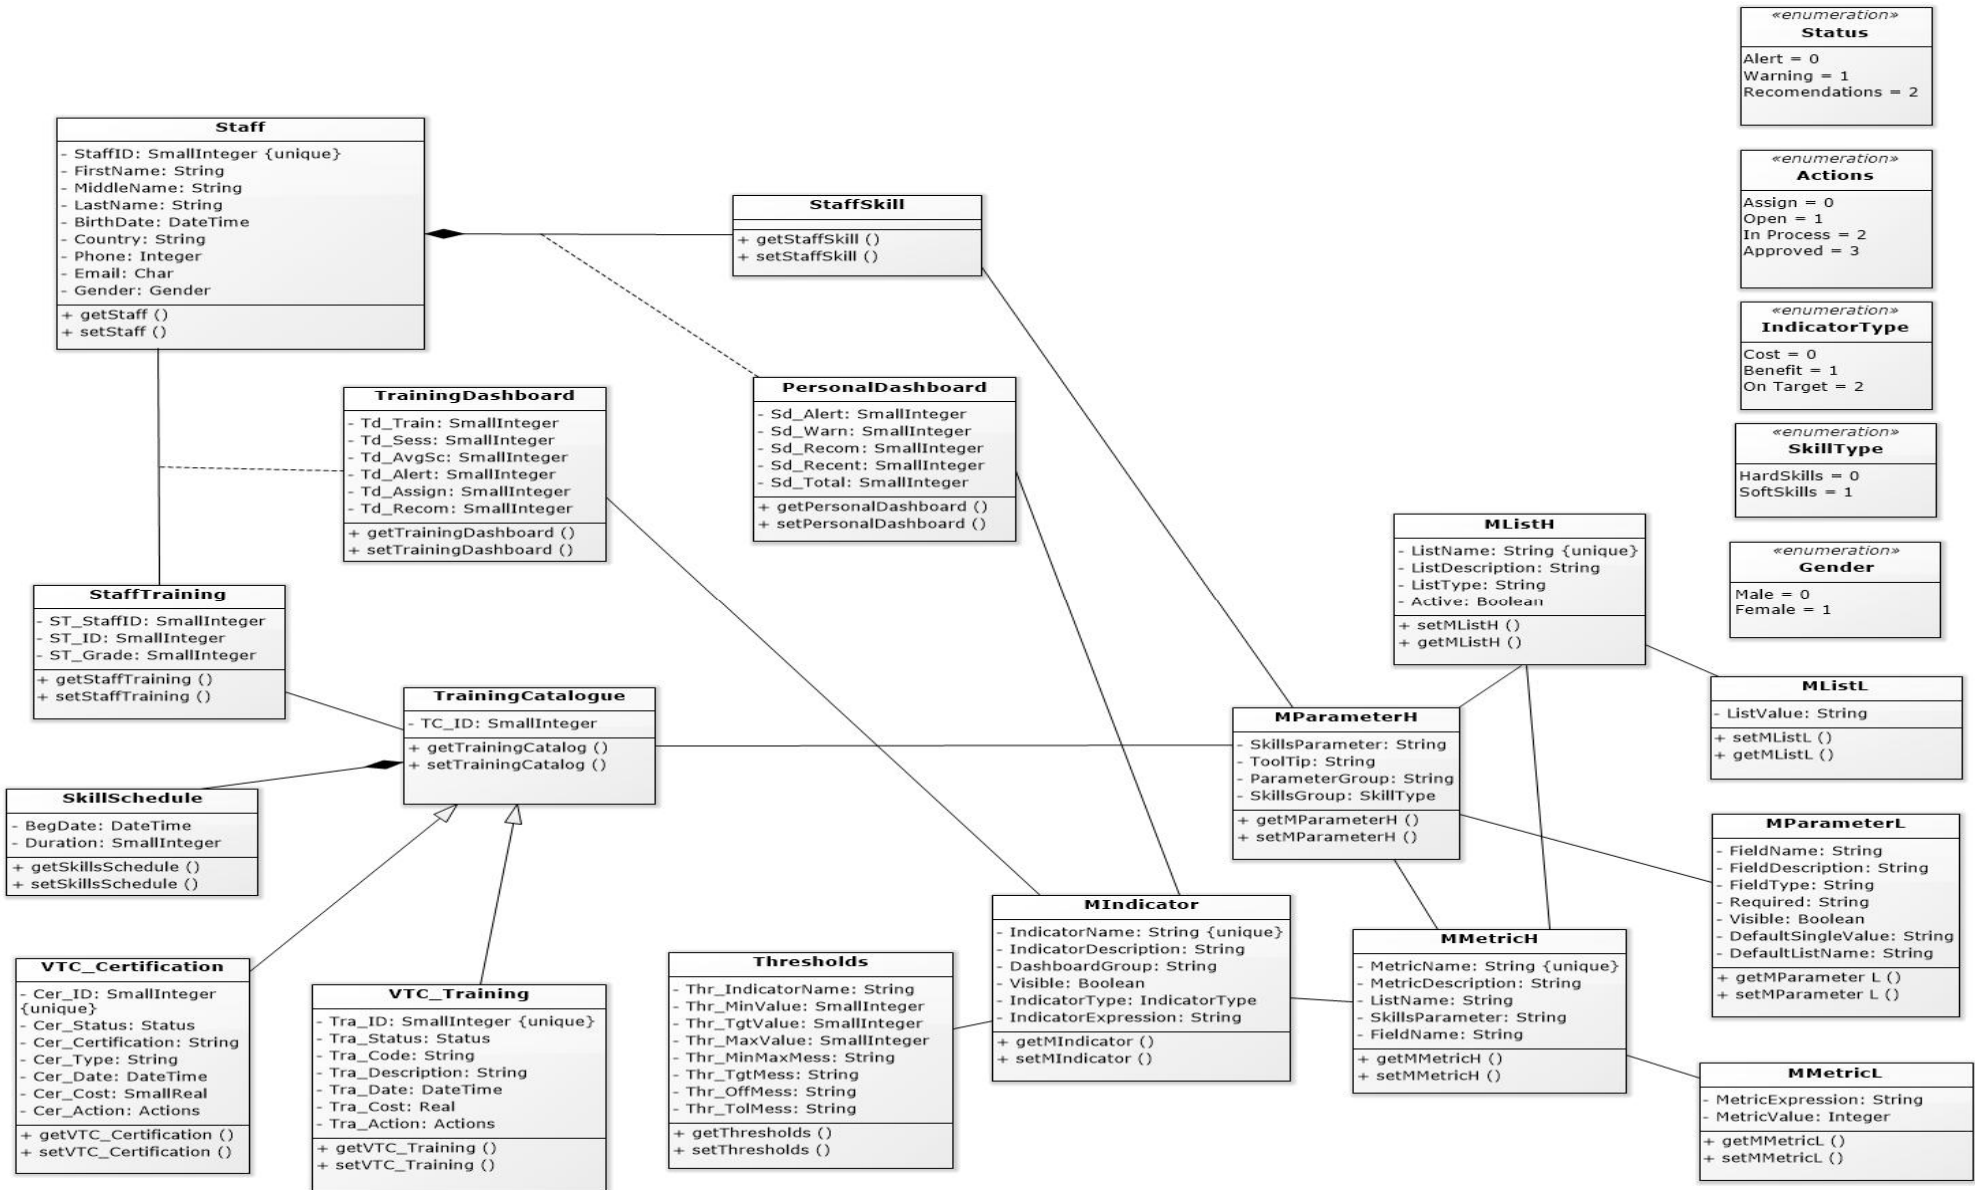 «enumeration»
Status
Alert = 0
Warning = 1
Recomendations = 2
«enumeration»
Actions
Assign = 0
Open = 1
In Process = 2
Approved = 3
«enumeration»
IndicatorType
Cost = 0
Benefit = 1
On Target = 2
«enumeration»
SkillType
HardSkills = 0
SoftSkills = 1
«enumeration»
Gender
Male = 0
Female = 1
Staff
- StaffID: SmallInteger {unique}
- FirstName: String
- MiddleName: String
- LastName: String
- BirthDate: DateTime
- Country: String
- Phone: Integer
- Email: Char
- Gender: Gender
+ getStaff ()
+ setStaff ()
StaffSkill
+ getStaffSkill ()
+ setStaffSkill ()
TrainingDashboard
- Td_Train: SmallInteger
- Td_Sess: SmallInteger
- Td_AvgSc: SmallInteger
- Td_Alert: SmallInteger
- Td_Assign: SmallInteger
- Td_Recom: SmallInteger
+ getTrainingDashboard ()
+ setTrainingDashboard ()
PersonalDashboard
- Sd_Alert: SmallInteger
- Sd_Warn: SmallInteger
- Sd_Recom: SmallInteger
- Sd_Recent: SmallInteger
- Sd_Total: SmallInteger
+ getPersonalDashboard ()
+ setPersonalDashboard ()
MListH
- ListName: String {unique}
- ListDescription: String
- ListType: String
- Active: Boolean
+ setMListH ()
+ getMListH ()
StaffTraining
- ST_StaffID: SmallInteger
- ST_ID: SmallInteger
- ST_Grade: SmallInteger
+ getStaffTraining ()
+ setStaffTraining ()
TrainingCatalogue
- TC_ID: SmallInteger
+ getTrainingCatalog ()
+ setTrainingCatalog ()
MParameterH
- SkillsParameter: String
- ToolTip: String
- ParameterGroup: String
- SkillsGroup: SkillType
+ getMParameterH ()
+ setMParameterH ()
MListL
- ListValue: String
+ setMListL ()
+ getMListL ()
SkillSchedule
- BegDate: DateTime
- Duration: SmallInteger
+ getSkillsSchedule ()
+ setSkillsSchedule ()
MParameterL
- FieldName: String
- FieldDescription: String
- FieldType: String
- Required: String
- Visible: Boolean
- DefaultSingleValue: String
- DefaultListName: String
+ getMParameter L ()
+ setMParameter L ()
VTC_Certification
- Cer_ID: SmallInteger
{unique}
- Cer_Status: Status
- Cer_Certification: String
- Cer_Type: String
- Cer_Date: DateTime
- Cer_Cost: SmallReal
- Cer_Action: Actions
+ getVTC_Certification ()
+ setVTC_Certification ()
VTC_Training
- Tra_ID: SmallInteger {unique}
- Tra_Status: Status
- Tra_Code: String
- Tra_Description: String
- Tra_Date: DateTime
- Tra_Cost: Real
- Tra_Action: Actions
+ getVTC_Training ()
+ setVTC_Training ()
Thresholds
- Thr_IndicatorName: String
- Thr_MinValue: SmallInteger
- Thr_TgtValue: SmallInteger
- Thr_MaxValue: SmallInteger
- Thr_MinMaxMess: String
- Thr_TgtMess: String
- Thr_OffMess: String
- Thr_TolMess: String
+ getThresholds ()
+ setThresholds ()
MIndicator
- IndicatorName: String {unique}
- IndicatorDescription: String
- DashboardGroup: String
- Visible: Boolean
- IndicatorType: IndicatorType
- IndicatorExpression: String
+ getMIndicator ()
+ setMIndicator ()
MMetricH
- MetricName: String {unique}
- MetricDescription: String
- ListName: String
- SkillsParameter: String
- FieldName: String
+ getMMetricH ()
+ setMMetricH ()
MMetricL
- MetricExpression: String
- MetricValue: Integer
+ getMMetricL ()
+ setMMetricL ()